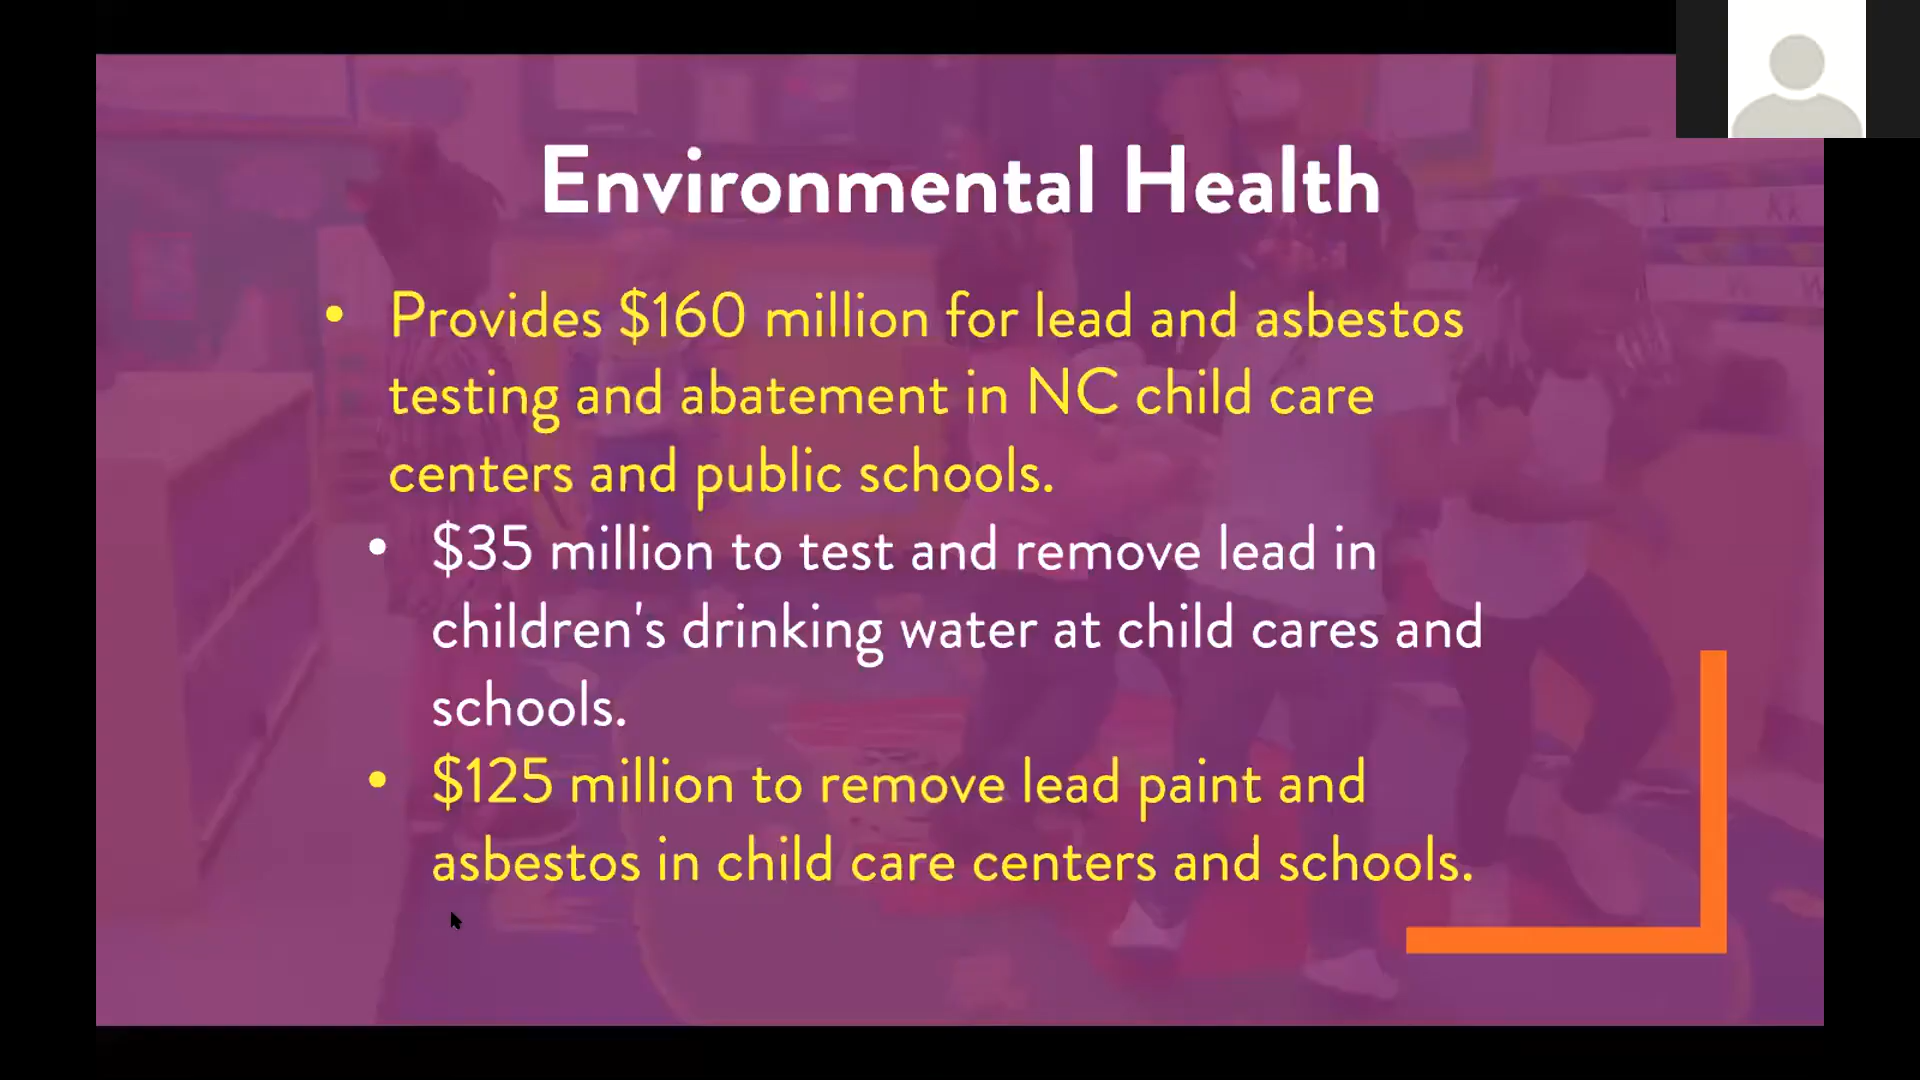 Environmental Health
• Provides $160 million for lead and asbestos
testing and abatement in NC child care
centers and public schools.
• $35 million to test and remove lead in
children's drinking water at child cares and
schools.
• $125 million to remove lead paint and
asbestos in child care centers and schools.